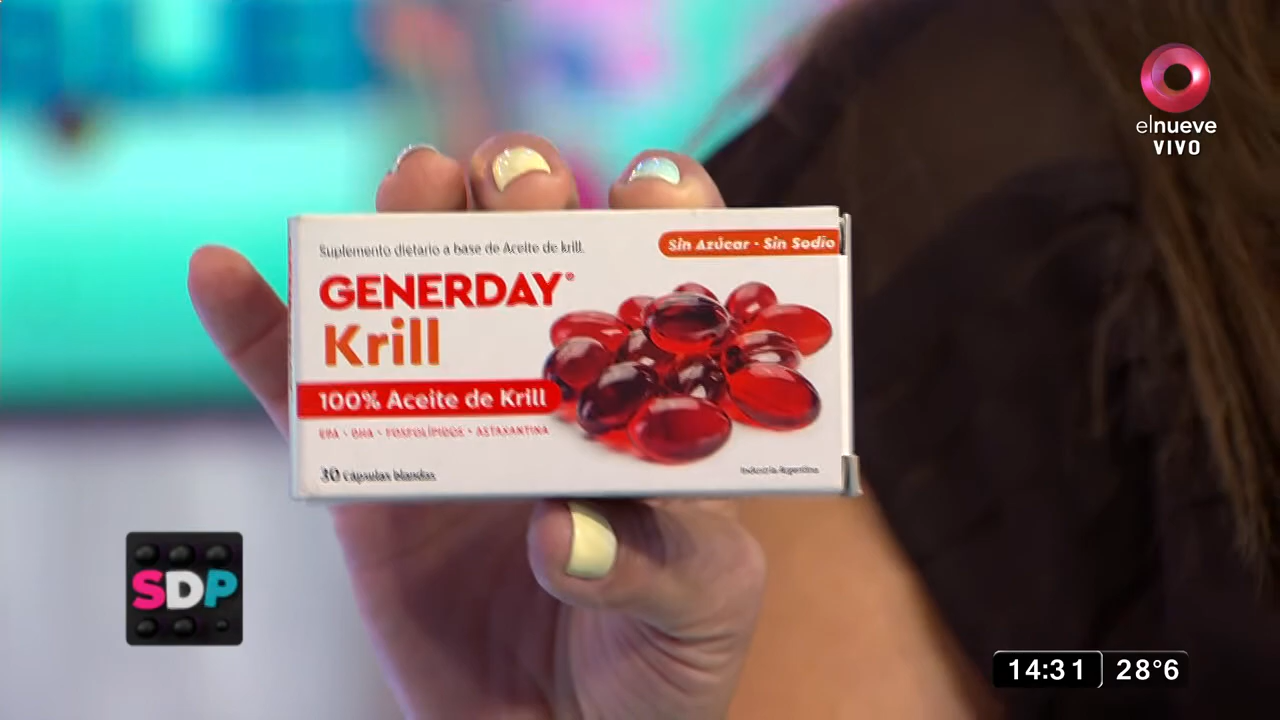 elnueve
VIVO
Suplemento dietario a base de Aceite de krill.
Sin Azúcar · Sin Sodio
GENERDAY®
Krill
100% Aceite de Krill
EPA · DHA · FOSFOLÍPIDOS · ASTAXANTINA
30 Cápsulas blandas
Industria Argentina
SDP
14:31 28°6